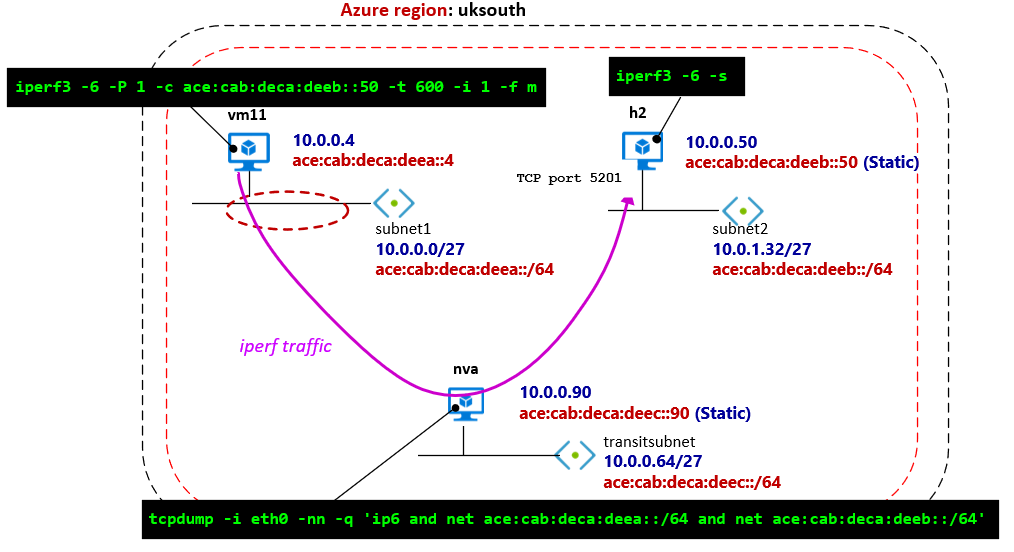 Azure region: uksouth
iperf3 -6 -P 1 -c ace:cab:deca:deeb::50 -t 600 -i 1 -f m
iperf3 -6 -s
vm11
h2
10.0.0.4
ace:cab:deca:deea::4
10.0.0.50
ace:cab:deca:deeb::50 (Static)
TCP port 5201
subnet1
10.0.0.0/27
ace:cab:deca:deea::/64
subnet2
10.0.1.32/27
ace:cab:deca:deeb::/64
iperf traffic
nva
10.0.0.90
ace:cab:deca:deec::90 (Static)
transitsubnet
10.0.0.64/27
ace:cab:deca:deec::/64
tcpdump -i eth0 -nn -q 'ip6 and net ace:cab:deca:deea::/64 and net ace:cab:deca:deeb::/64'